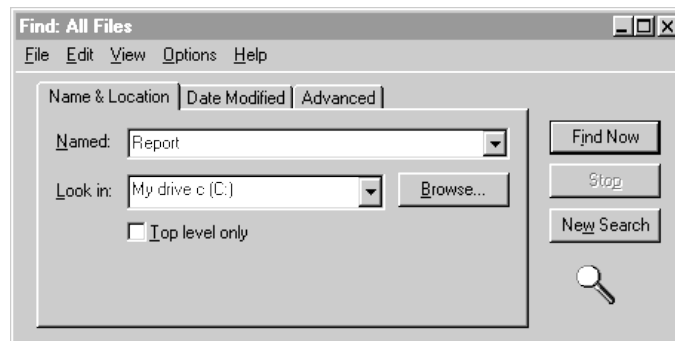 Find: All Files
File Edit View Options Help
Name & Location Date Modified Advanced
Named: Report Find Now
Look in: My drive c (C:) Browse... Stop
Top level only New Search